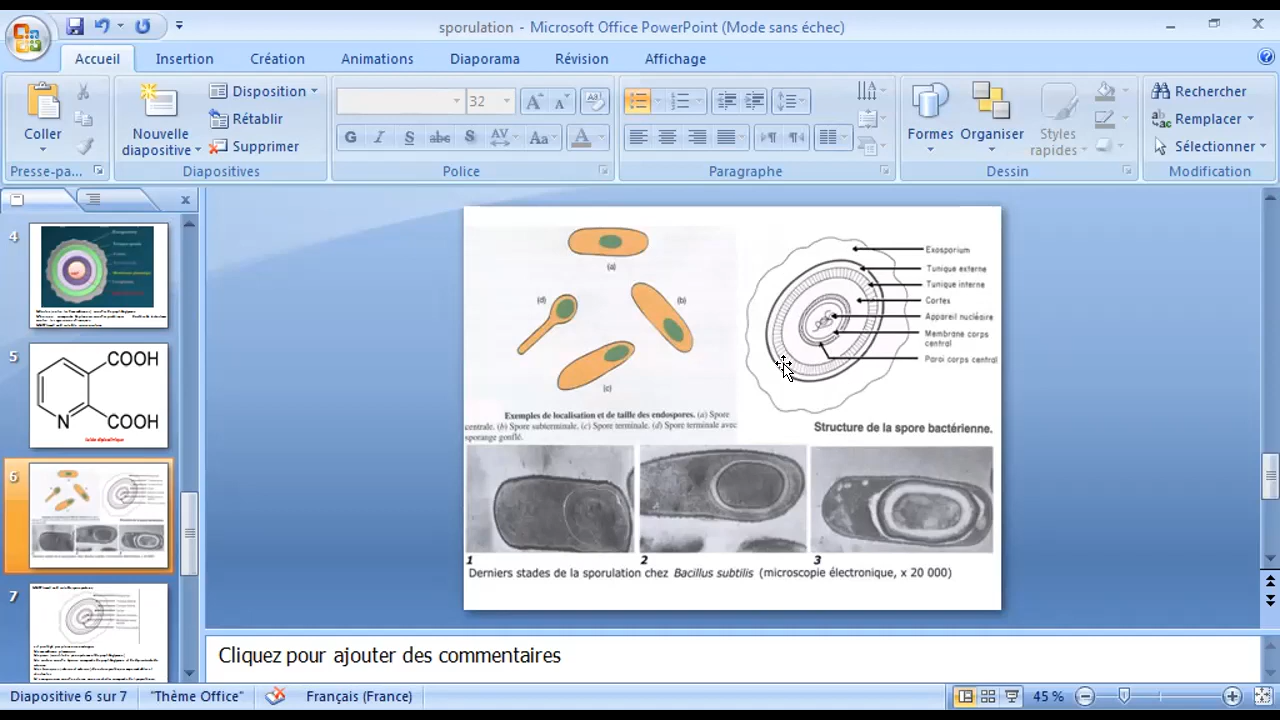 sporulation - Microsoft Office PowerPoint (Mode sans échec)
Accueil
Insertion
Création
Animations
Diaporama
Révision
Affichage
Coller
Presse-pa...
Nouvelle
diapositive
Disposition
Rétablir
Supprimer
Diapositives
32
G I S abc S AV Aa A
Police
Paragraphe
Formes
Organiser
Styles
rapides
Dessin
Rechercher
Remplacer
Sélectionner
Modification
4
5
COOH
COOH
N
6
7
(a)
(d)
(b)
(c)
Exemples de localisation et de taille des endospores. (a) Spore
centrale. (b) Spore subterminale. (c) Spore terminale. (d) Spore terminale avec
sporange gonflé.
Exosporium
Tunique externe
Tunique interne
Cortex
Appareil nucléaire
Membrane corps
central
Paroi corps central
Structure de la spore bactérienne.
1
2
3
Derniers stades de la sporulation chez Bacillus subtilis (microscopie électronique, x 20 000)
Cliquez pour ajouter des commentaires
Diapositive 6 sur 7
"Thème Office"
Français (France)
45 %